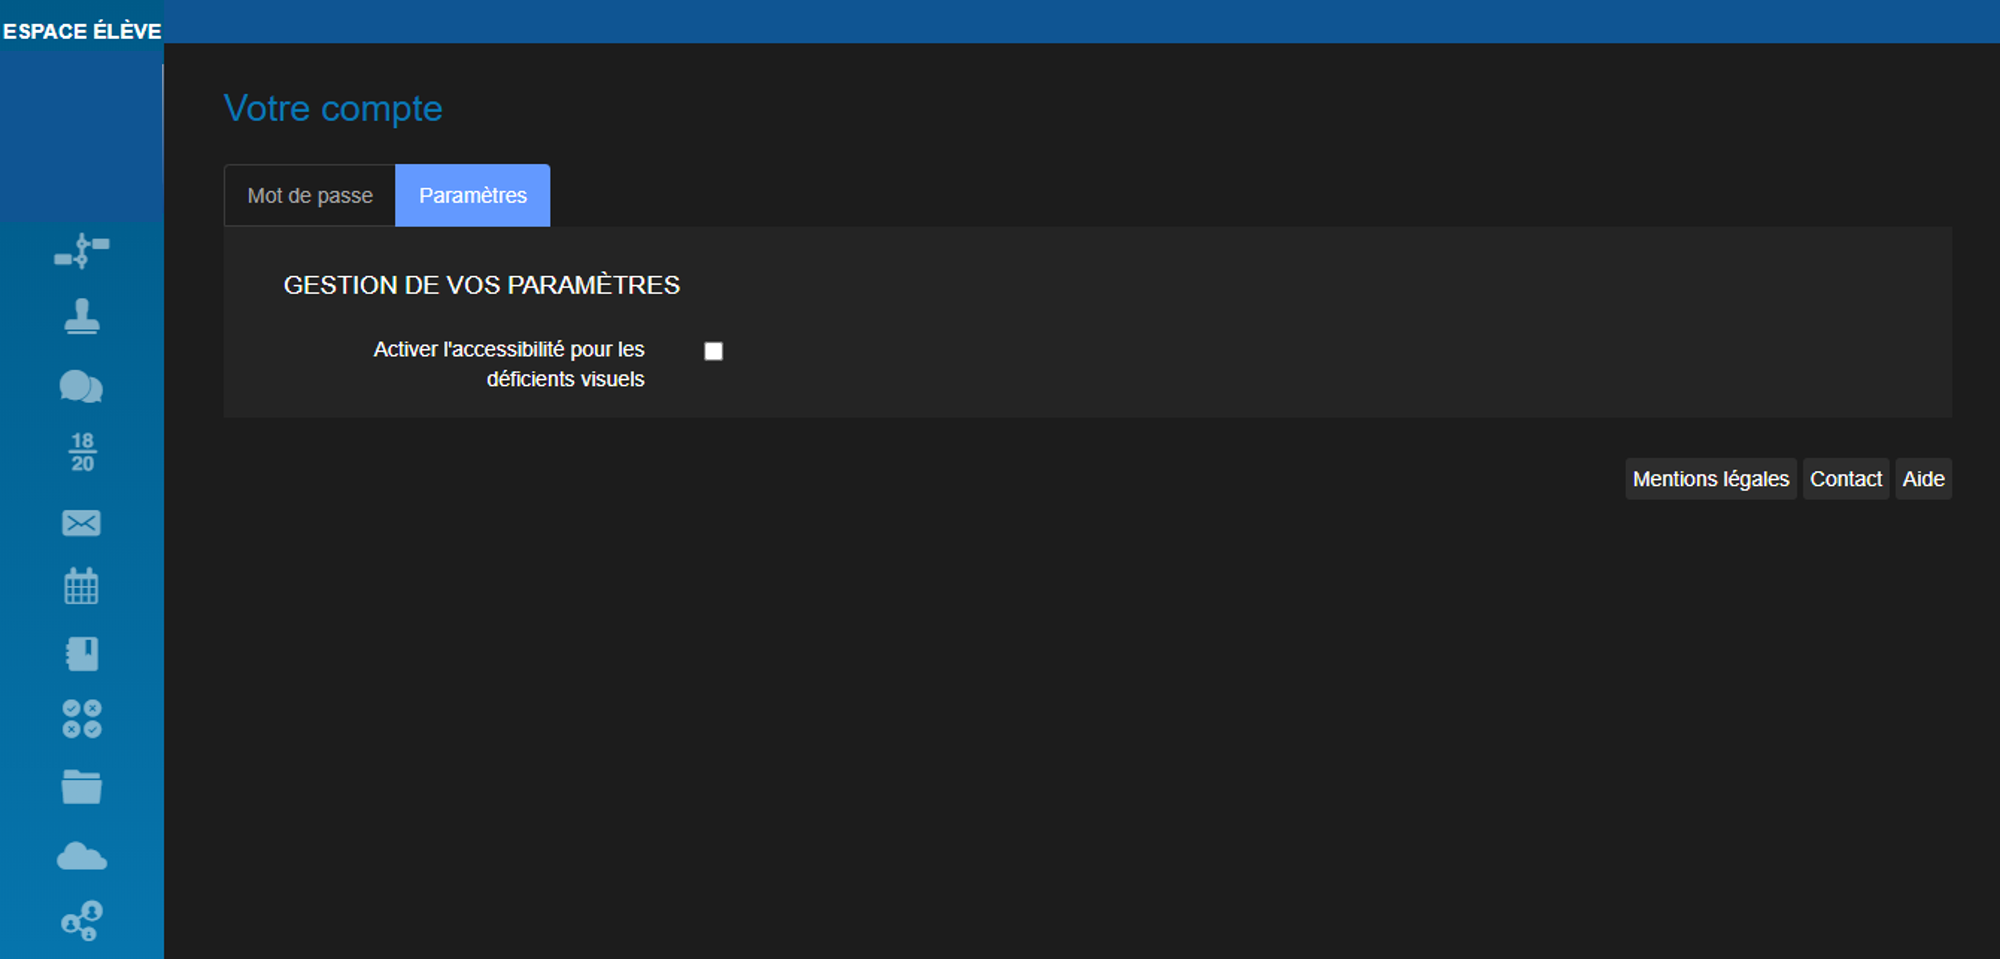 ESPACE ÉLÈVE
Votre compte
Mot de passe
Paramètres
GESTION DE VOS PARAMÈTRES
Activer l'accessibilité pour les
déficients visuels
18
20
Mentions légales
Contact
Aide